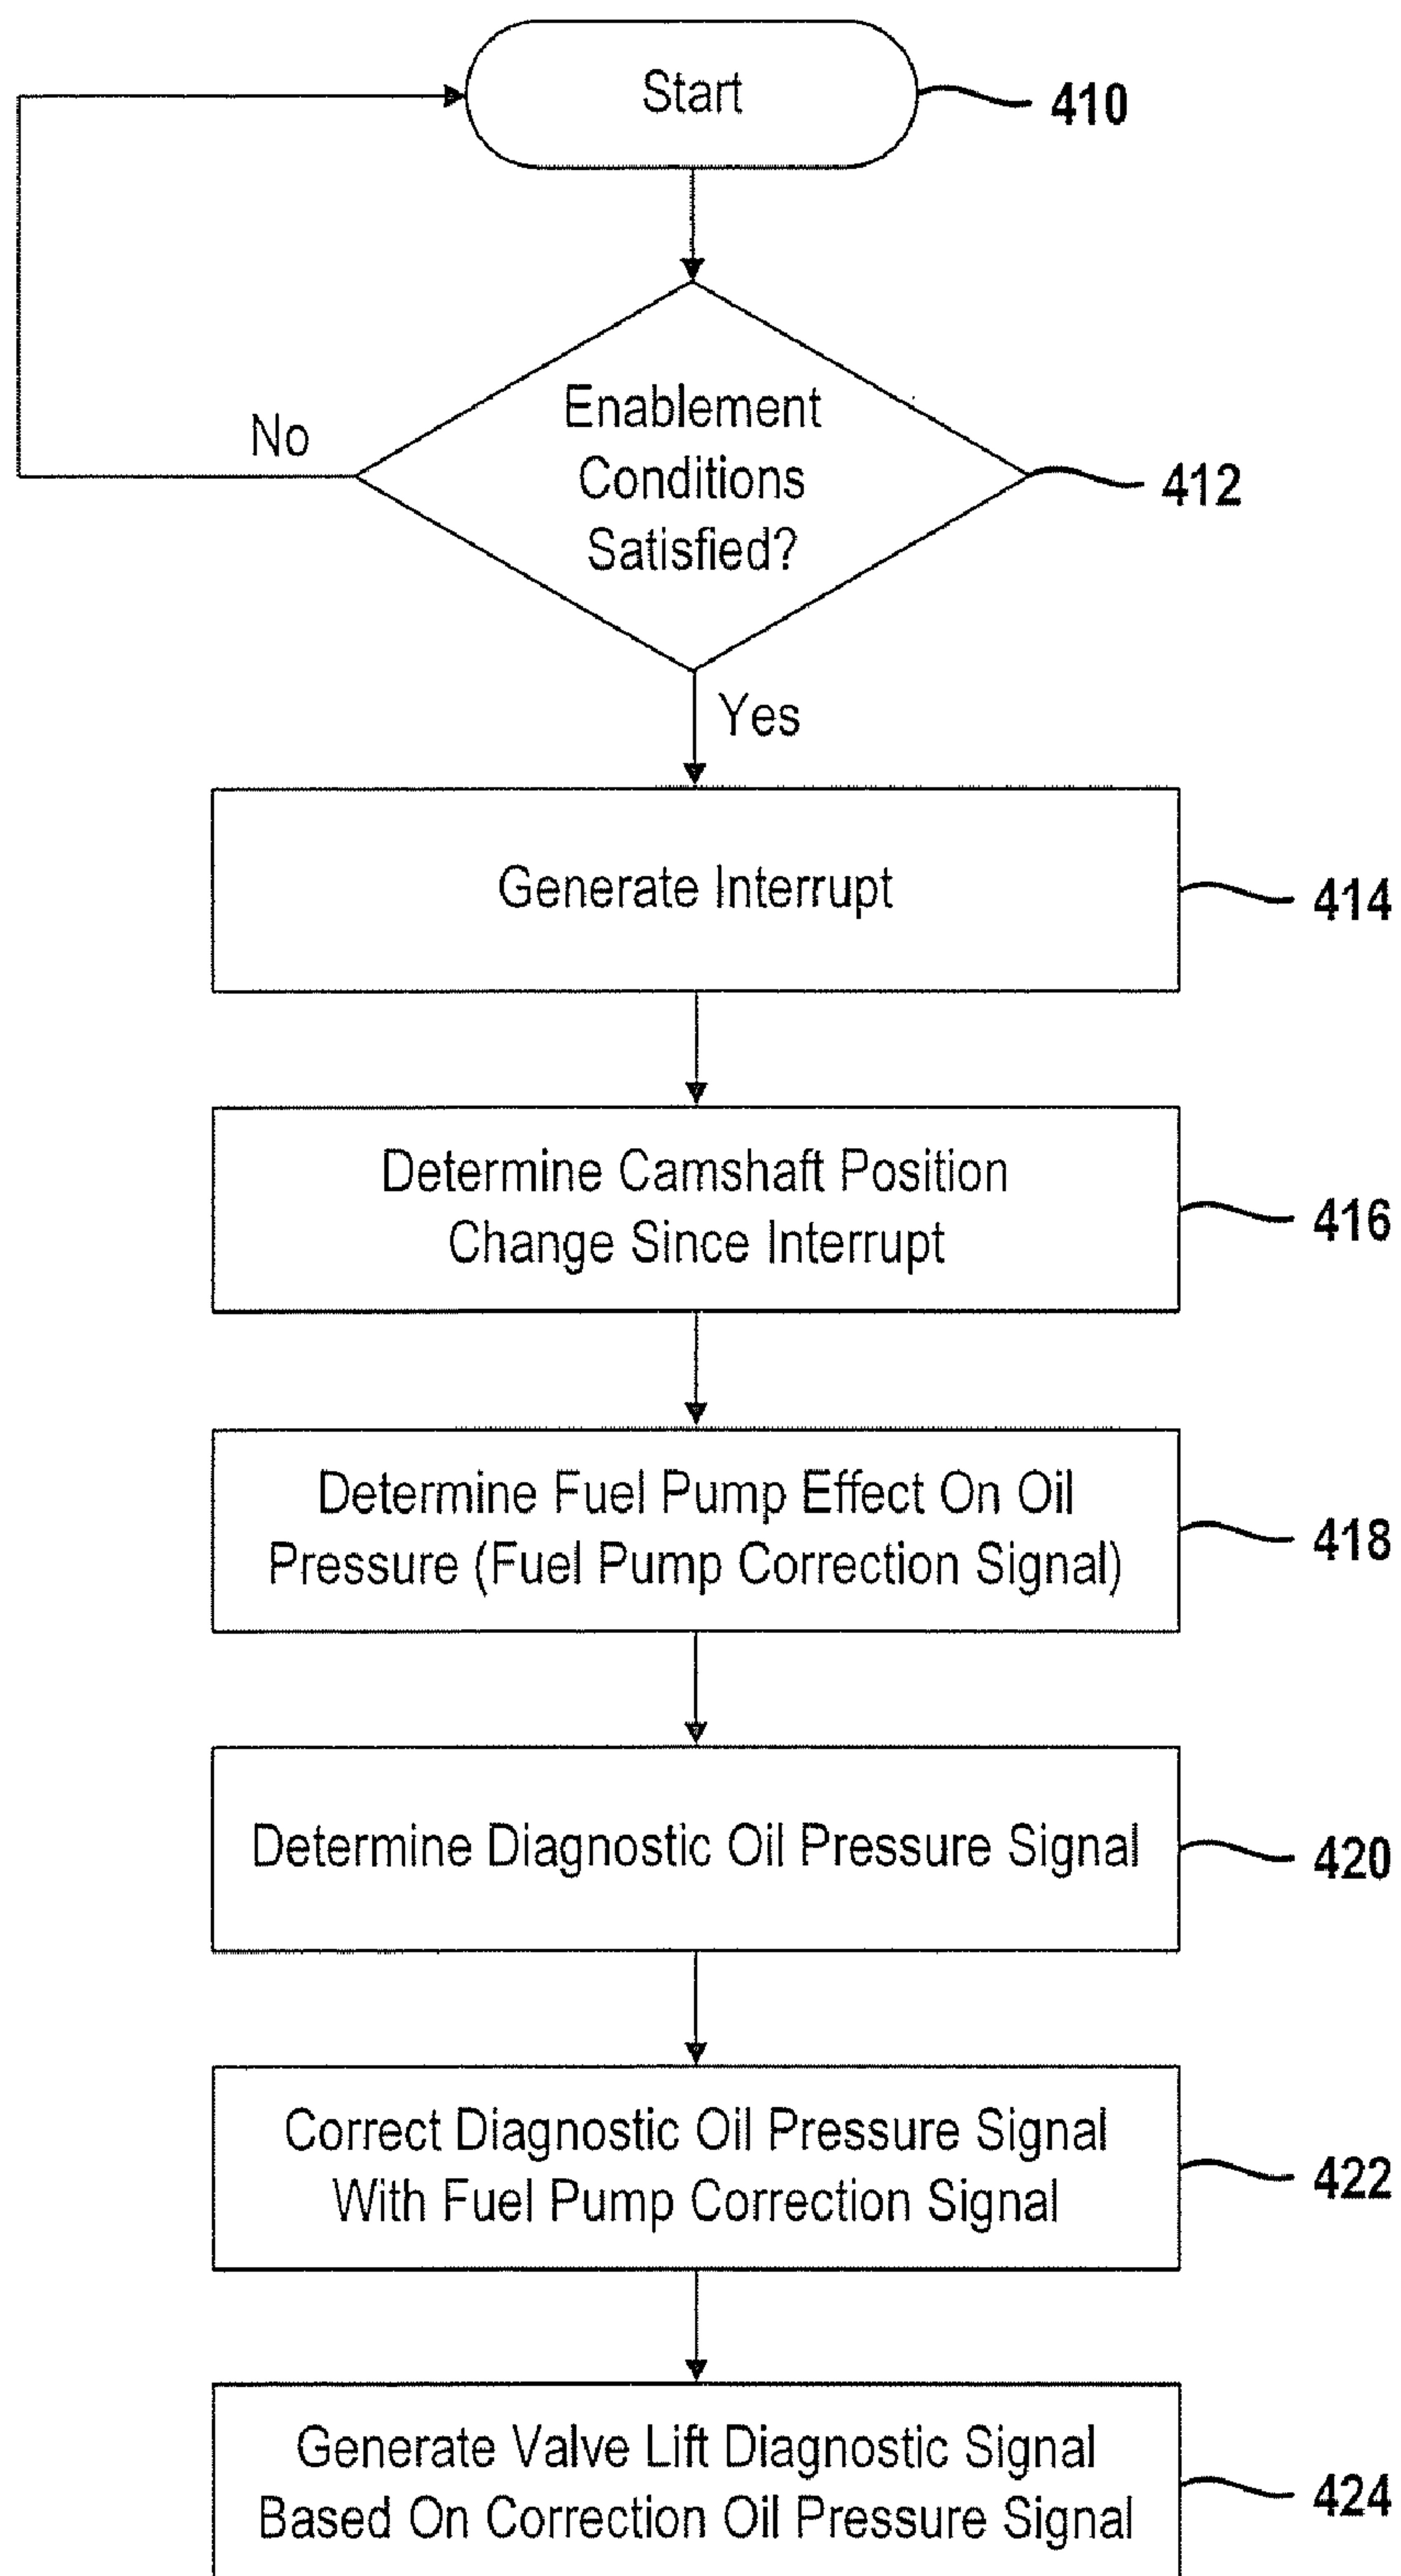 Start
410
Enablement
Conditions
Satisfied?
412
No
Yes
Generate Interrupt
414
Determine Camshaft Position
Change Since Interrupt
416
Determine Fuel Pump Effect On Oil
Pressure (Fuel Pump Correction Signal)
418
Determine Diagnostic Oil Pressure Signal
420
Correct Diagnostic Oil Pressure Signal
With Fuel Pump Correction Signal
422
Generate Valve Lift Diagnostic Signal
Based On Correction Oil Pressure Signal
424